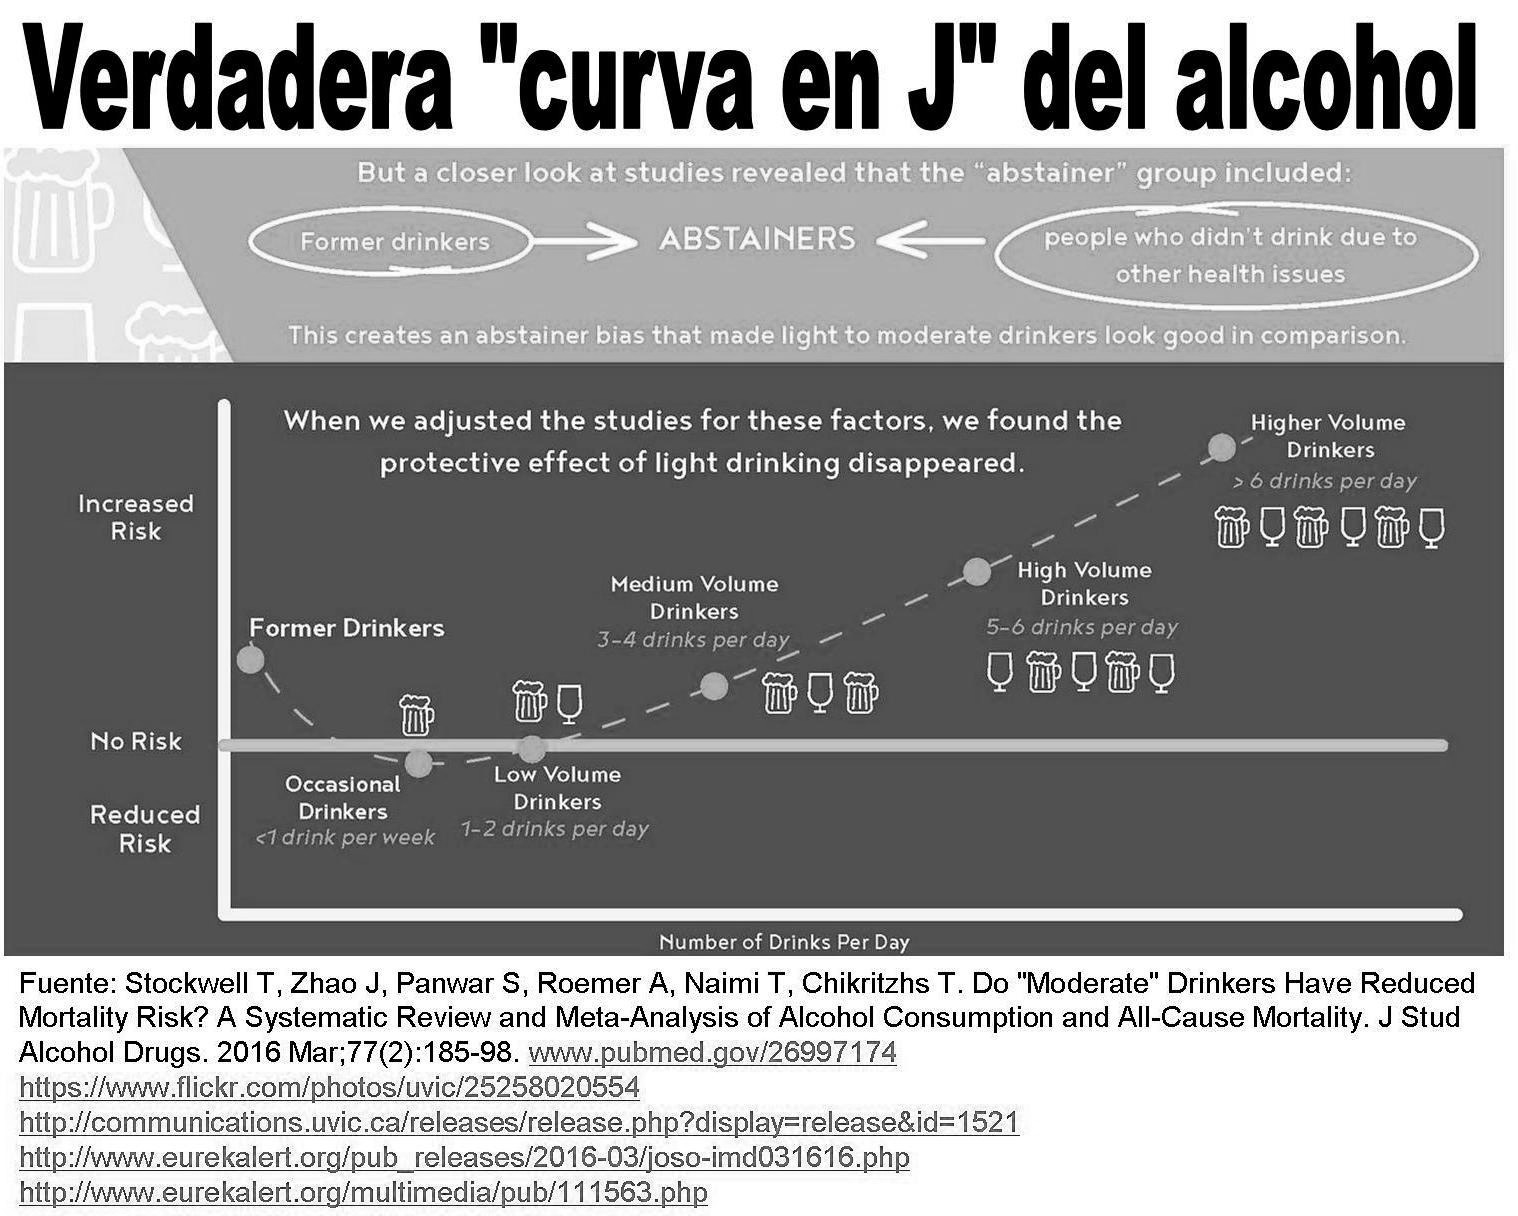 Verdadera "curva en J" del alcohol
But a closer look at studies revealed that the “abstainer” group included:
Former drinkers
ABSTAINERS
people who didn't drink due to
other health issues
This creates an abstainer bias that made light to moderate drinkers look good in comparison.
When we adjusted the studies for these factors, we found the
protective effect of light drinking disappeared.
Higher Volume
Drinkers
> 6 drinks per day
Increased
Risk
High Volume
Drinkers
5-6 drinks per day
Medium Volume
Drinkers
3-4 drinks per day
Former Drinkers
No Risk
Occasional
Drinkers
<1 drink per week
Low Volume
Drinkers
1-2 drinks per day
Reduced
Risk
Number of Drinks Per Day
Fuente: Stockwell T, Zhao J, Panwar S, Roemer A, Naimi T, Chikritzhs T. Do "Moderate" Drinkers Have Reduced
Mortality Risk? A Systematic Review and Meta-Analysis of Alcohol Consumption and All-Cause Mortality. J Stud
Alcohol Drugs. 2016 Mar;77(2):185-98. www.pubmed.gov/26997174
https://www.flickr.com/photos/uvic/25258020554
http://communications.uvic.ca/releases/release.php?display=release&id=1521
http://www.eurekalert.org/pub_releases/2016-03/joso-imd031616.php
http://www.eurekalert.org/multimedia/pub/111563.php